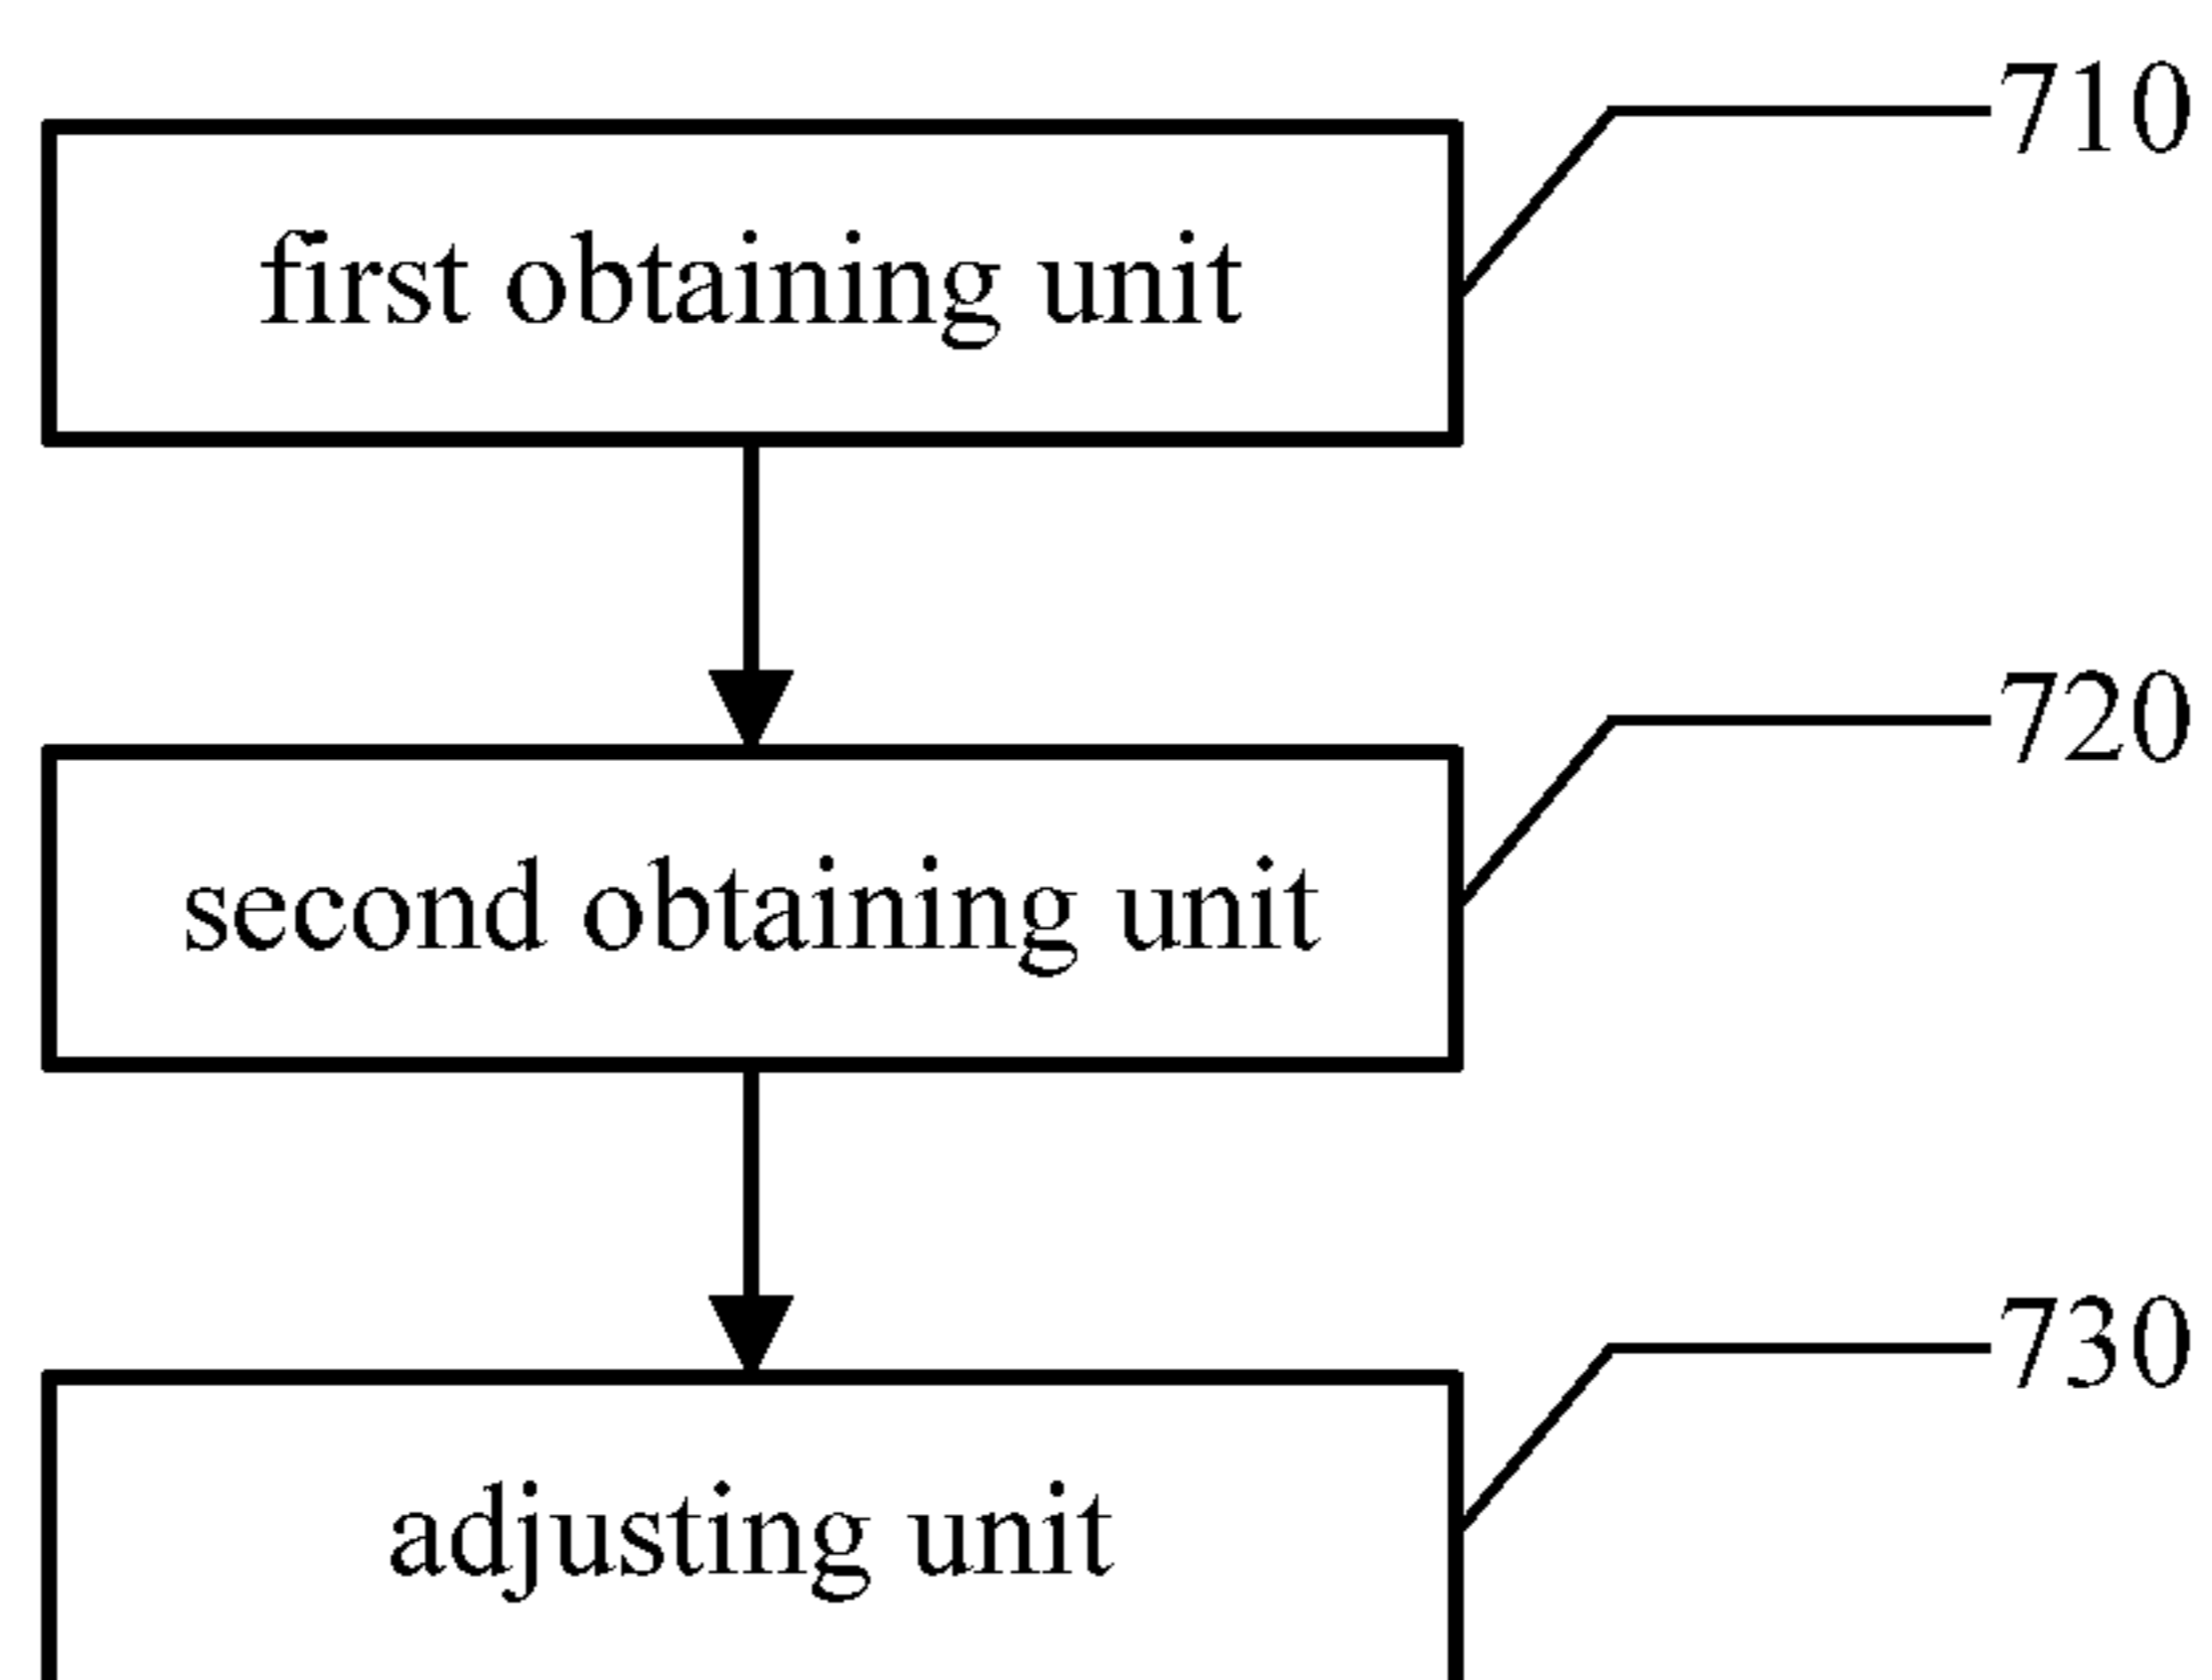 710
first obtaining unit
720
second obtaining unit
730
adjusting unit